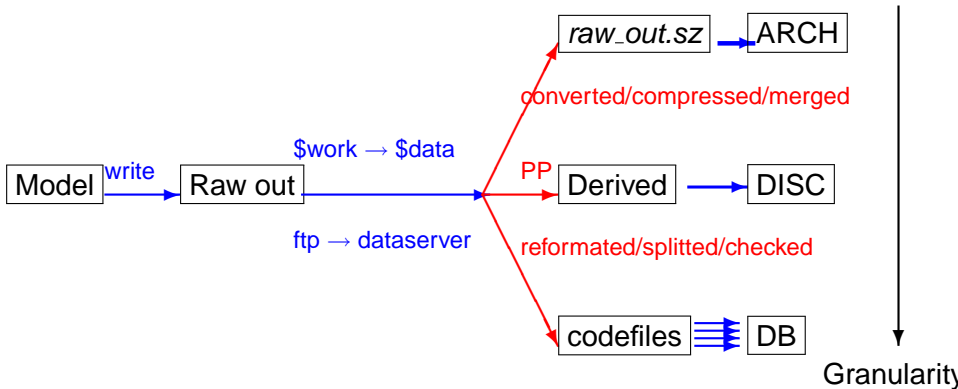 raw_out.sz ARCH
converted/compressed/merged
$work → $data
write
PP
Model Raw out Derived DISC
ftp → dataserver
reformated/splitted/checked
codefiles DB
Granularity